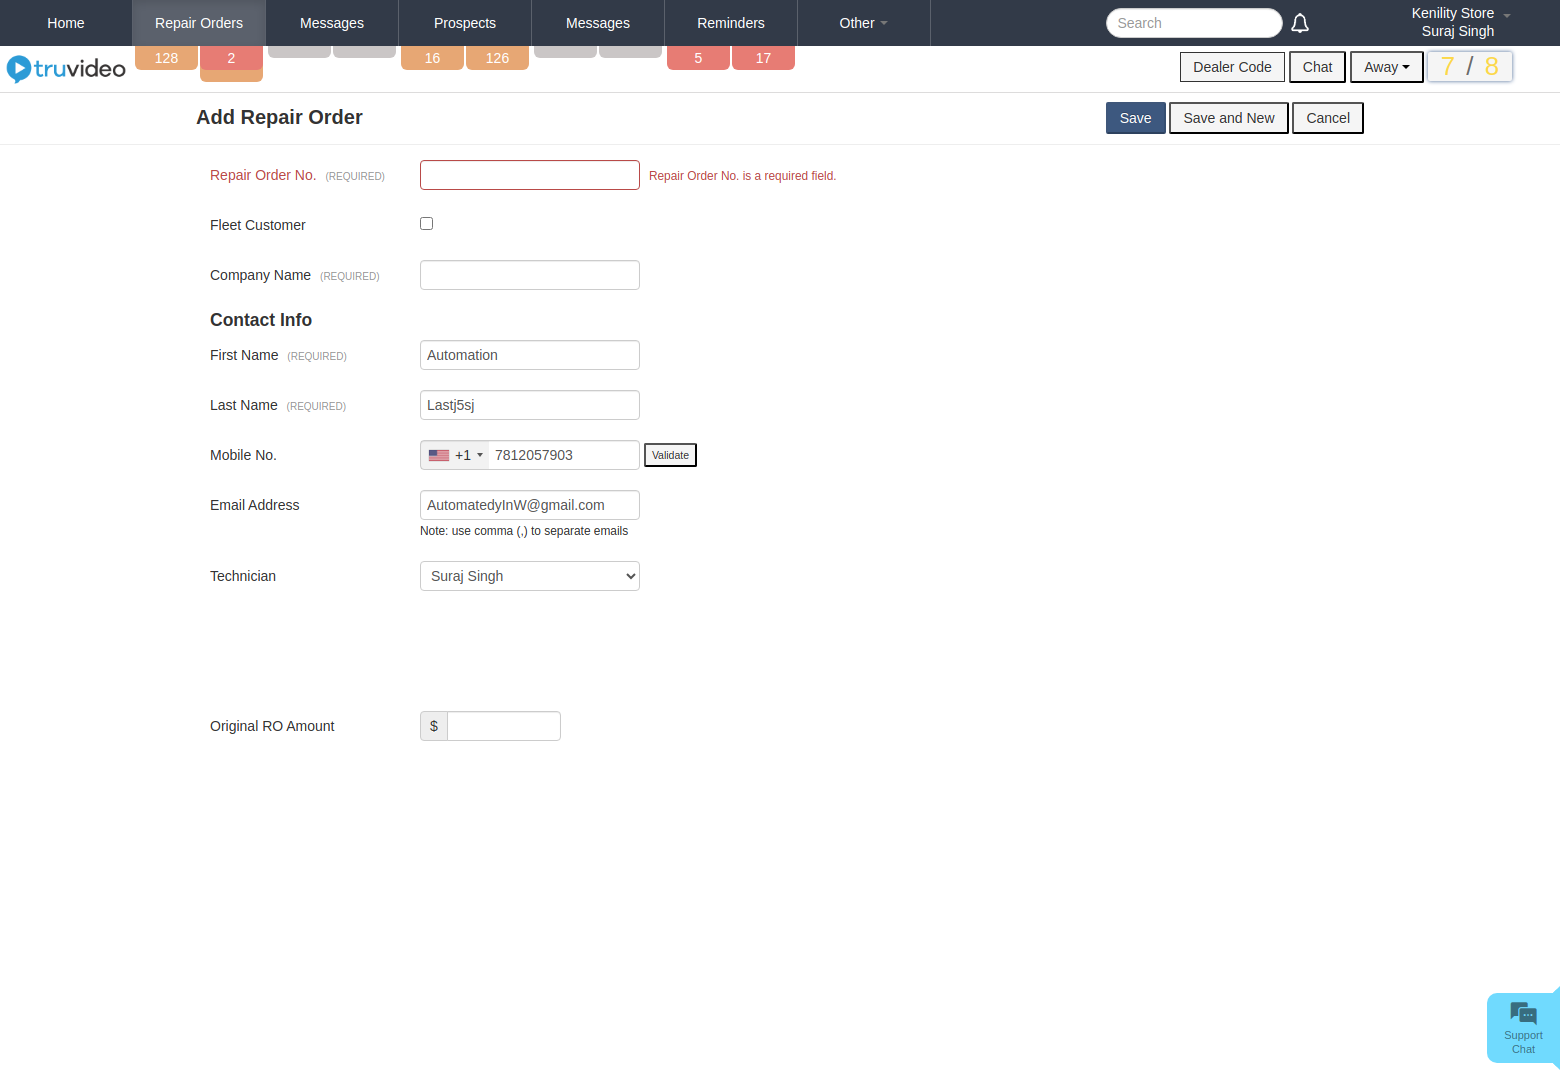 Home Repair Orders Messages Prospects Messages Reminders Other Search Kenility Store
Suraj Singh
128 2 16 126 5 17
truvideo Dealer Code Chat Away 7 / 8
Add Repair Order Save Save and New Cancel
Repair Order No. (REQUIRED) Repair Order No. is a required field.
Fleet Customer
Company Name (REQUIRED)
Contact Info
First Name (REQUIRED) Automation
Last Name (REQUIRED) Lastj5sj
Mobile No. +1 7812057903 Validate
Email Address AutomatedyInW@gmail.com
Note: use comma (,) to separate emails
Technician Suraj Singh
Original RO Amount $
Support
Chat